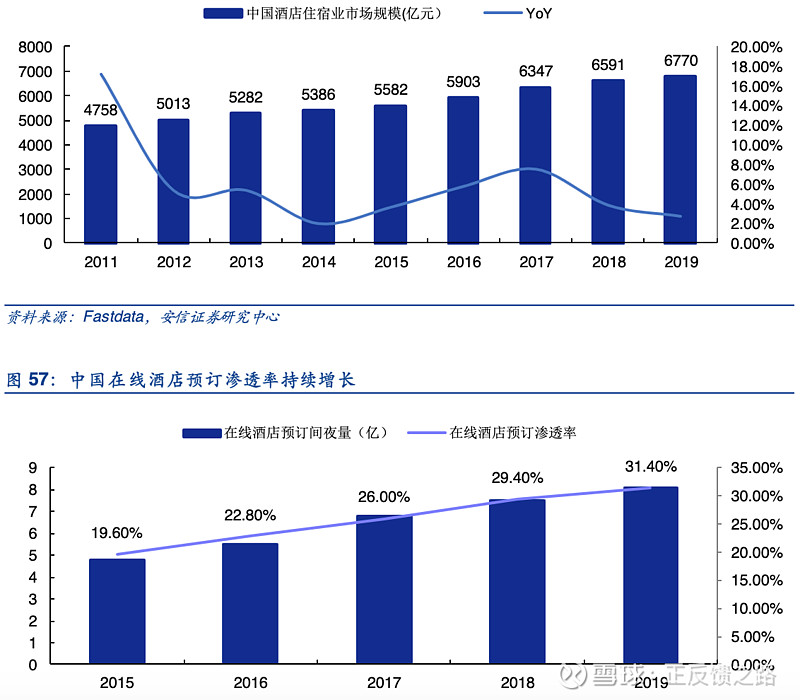 中国酒店住宿业市场规模(亿元) YoY
8000 20.00%
7000 18.00%
6000 16.00%
5000 14.00%
4000 12.00%
3000 10.00%
2000 8.00%
1000 6.00%
0 4.00%
2.00%
0.00%
4758 5013 5282 5386 5582 5903 6347 6591 6770
2011 2012 2013 2014 2015 2016 2017 2018 2019
资料来源：Fastdata，安信证券研究中心
图 57：中国在线酒店预订渗透率持续增长
在线酒店预订间夜量（亿） 在线酒店预订渗透率
9 35.00%
8 30.00%
7 25.00%
6 20.00%
5 15.00%
4 10.00%
3 5.00%
2 0.00%
1
0
19.60% 22.80% 26.00% 29.40% 31.40%
2015 2016 2017 2018 2019
雪球：正反馈之路